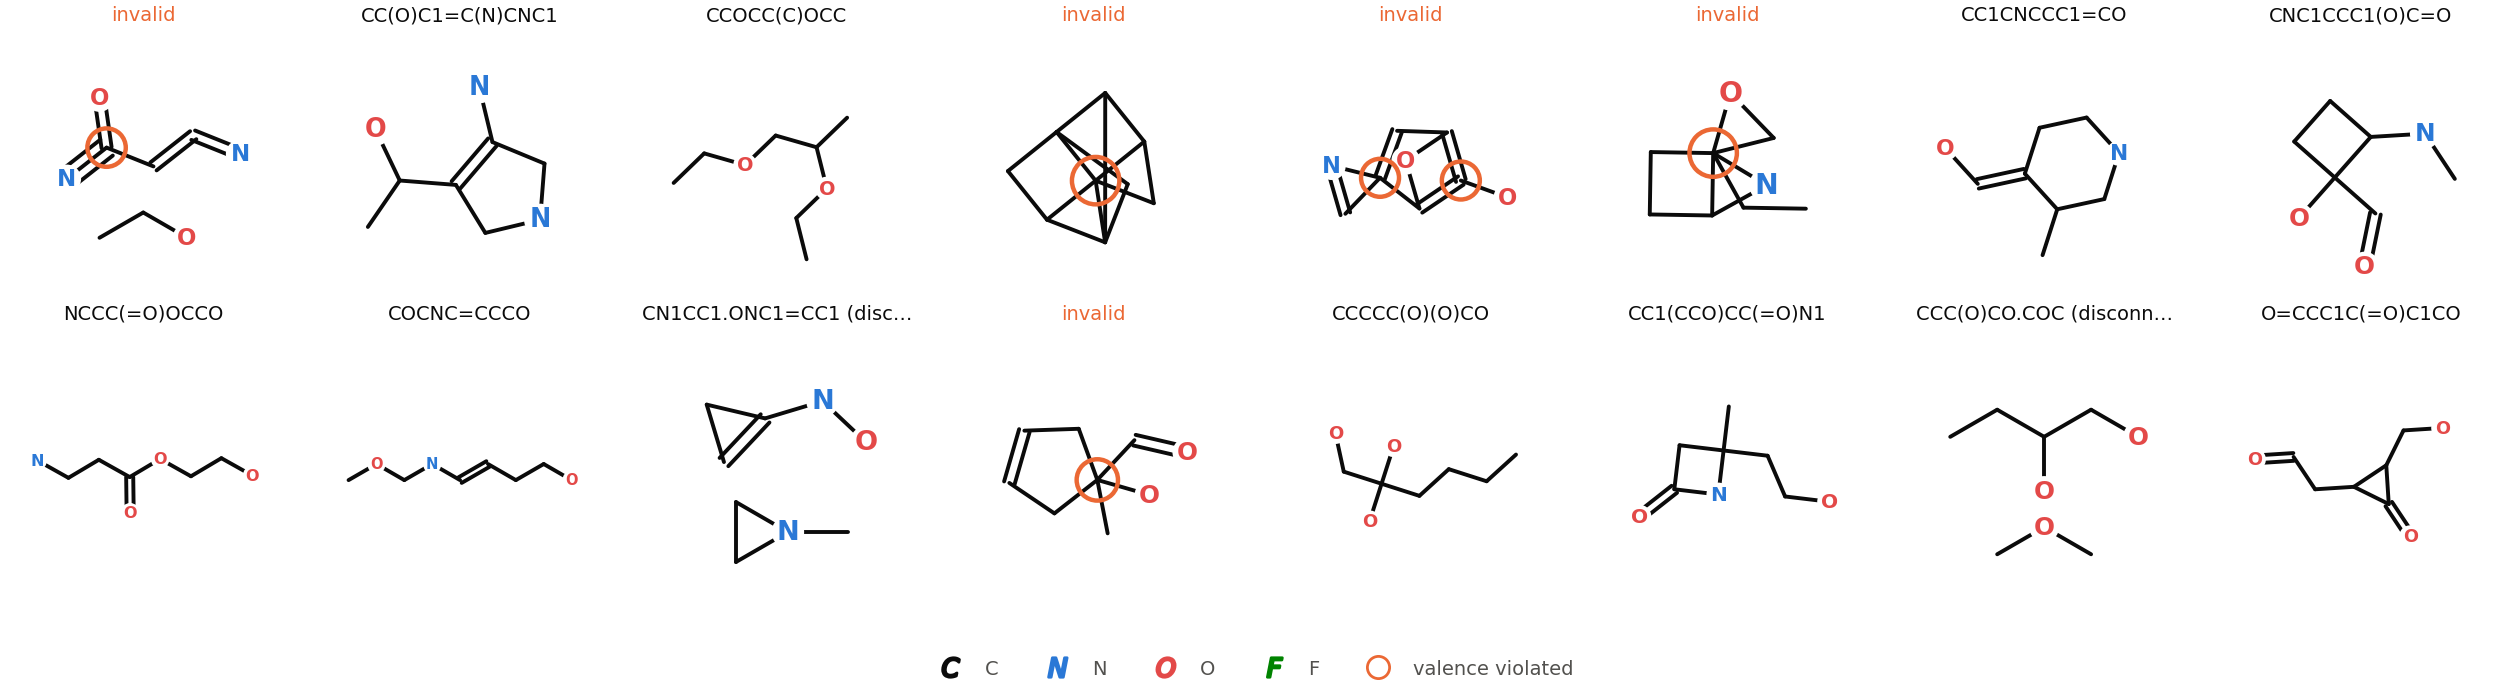 invalid CC(O)C1=C(N)CNC1 CCOCC(C)OCC invalid invalid invalid CC1CNCCC1=CO CNC1CCC1(O)C=O
O N
N N
O
N
N
O
O
N O O
O
N
O
N
N
O
O
O
NCCC(=O)OCCO COCNC=CCCO CN1CC1.ONC1=CC1 (disc... invalid CCCCC(O)(O)CO CC1(CCO)CC(=O)N1 CCC(O)CO.COC (disconn... O=CCC1C(=O)C1CO
N O O
O
O N O
N O
N
O
O
O O
O
O N O
O
O
O
O O
O
C C N N O O F F valence violated